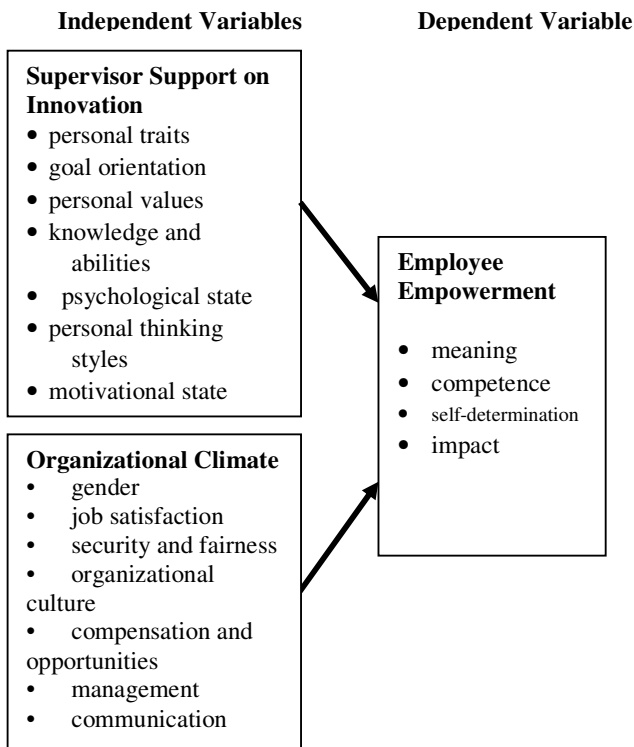 Independent Variables
Dependent Variable
Supervisor Support on
Innovation
• personal traits
• goal orientation
• personal values
• knowledge and
abilities
• psychological state
• personal thinking
styles
• motivational state
Organizational Climate
• gender
• job satisfaction
• security and fairness
• organizational
culture
• compensation and
opportunities
• management
• communication
Employee
Empowerment
• meaning
• competence
• self-determination
• impact